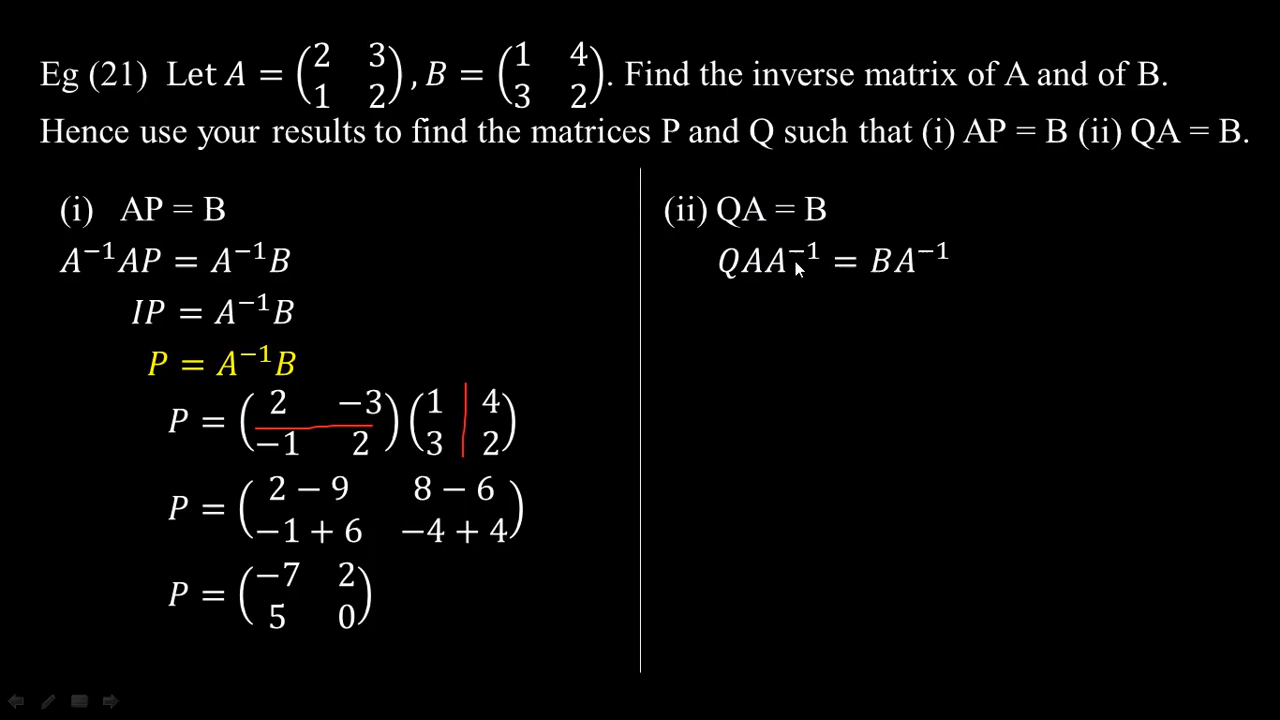 Eg (21) Let A = (2 3 / 1 2), B = (1 4 / 3 2). Find the inverse matrix of A and of B.
Hence use your results to find the matrices P and Q such that (i) AP = B (ii) QA = B.
(i) AP = B
A⁻¹AP = A⁻¹B
IP = A⁻¹B
P = A⁻¹B
P = (2 −3 / −1 2)(1 4 / 3 2)
P = (2 − 9 8 − 6 / −1 + 6 −4 + 4)
P = (−7 2 / 5 0)
(ii) QA = B
QAA⁻¹ = BA⁻¹